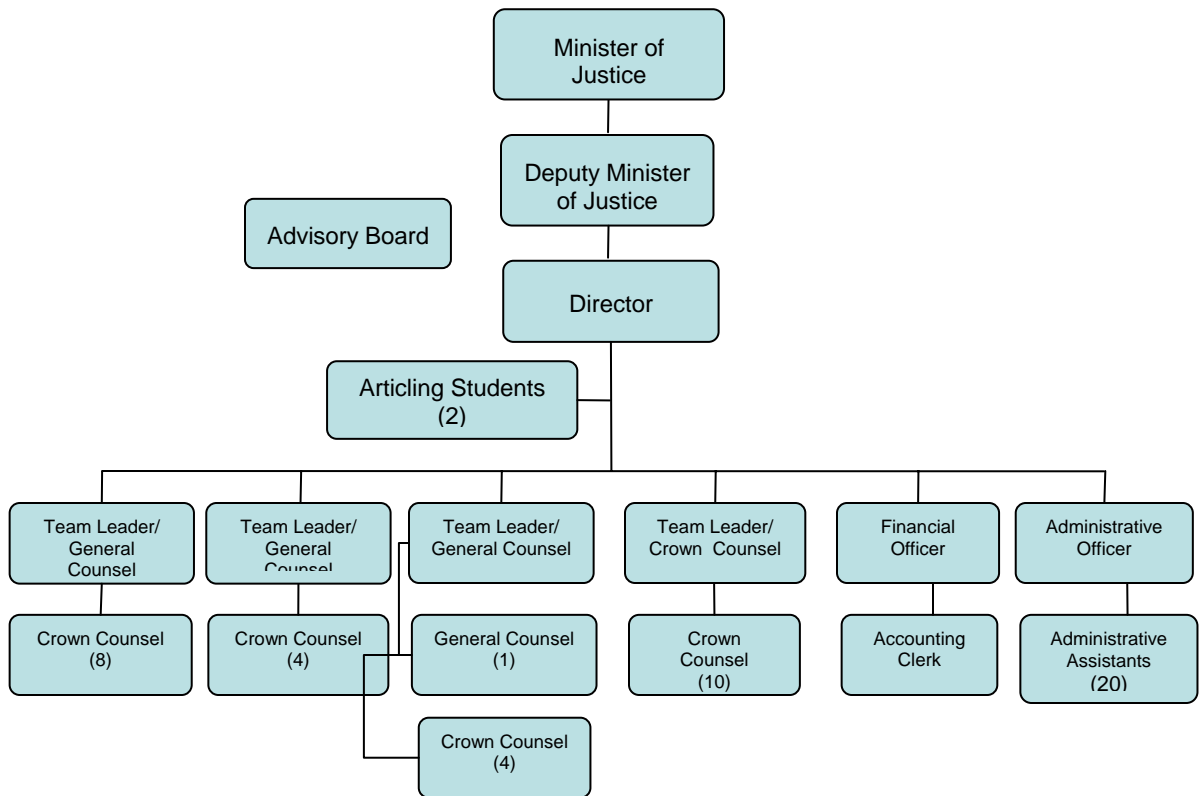 Minister of
Justice
Deputy Minister
of Justice
Advisory Board
Director
Articling Students
(2)
Team Leader/
General
Counsel
Team Leader/
General
Counsel
Team Leader/
General Counsel
Team Leader/
Crown Counsel
Financial
Officer
Administrative
Officer
Crown Counsel
(8)
Crown Counsel
(4)
General Counsel
(1)
Crown
Counsel
(10)
Accounting
Clerk
Administrative
Assistants
(20)
Crown Counsel
(4)